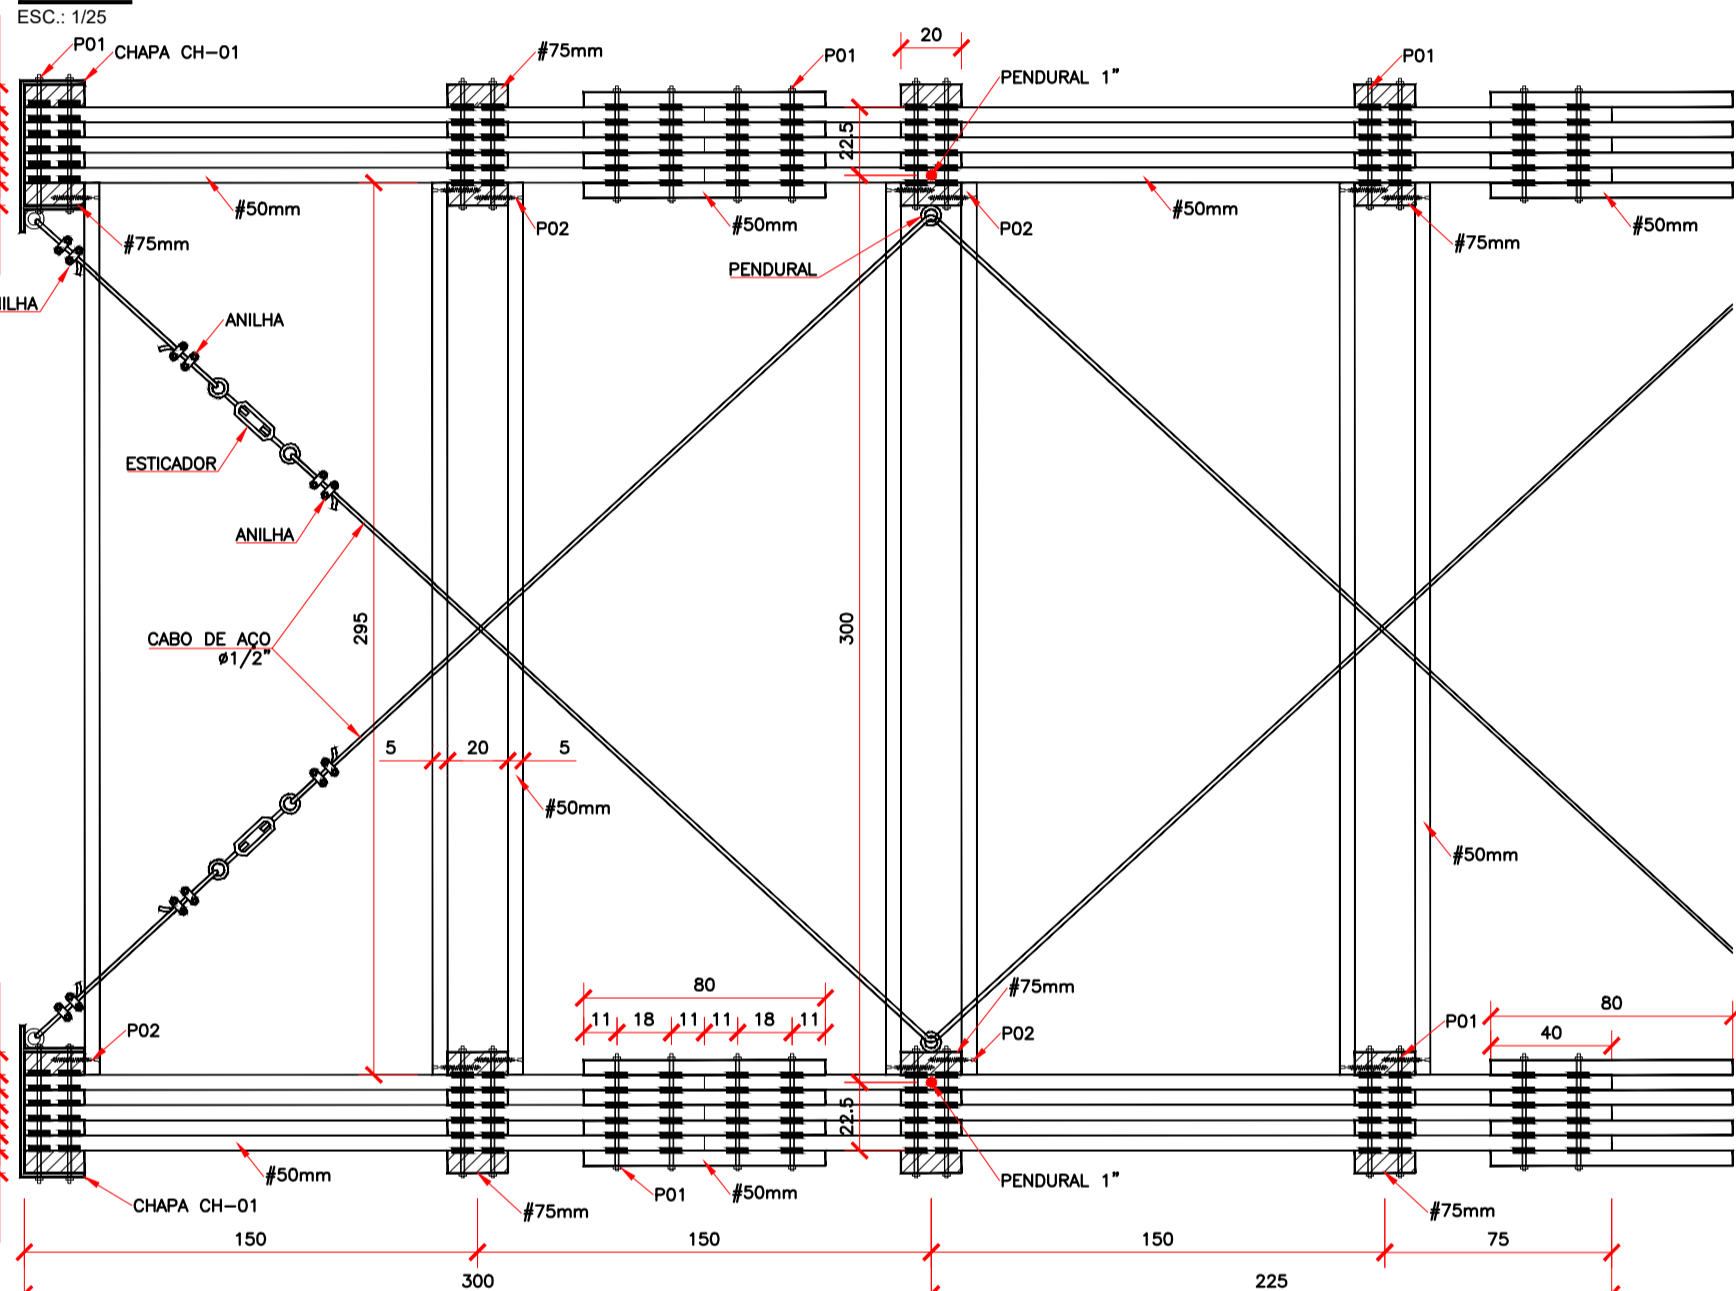 ESC.: 1/25
P01
CHAPA CH-01
#75mm
P01
20
PENDURAL 1"
P01
22.5
#50mm
#75mm
P02
#50mm
PENDURAL
P02
#50mm
#75mm
#50mm
ILHA
ANILHA
ESTICADOR
ANILHA
CABO DE AÇO
ø1/2"
295
300
5
20
5
#50mm
#50mm
80
11
18
11
11
18
11
#75mm
P02
P02
P01
80
40
22.5
#50mm
CHAPA CH-01
#75mm
P01
#50mm
PENDURAL 1"
#75mm
150
150
150
75
300
225